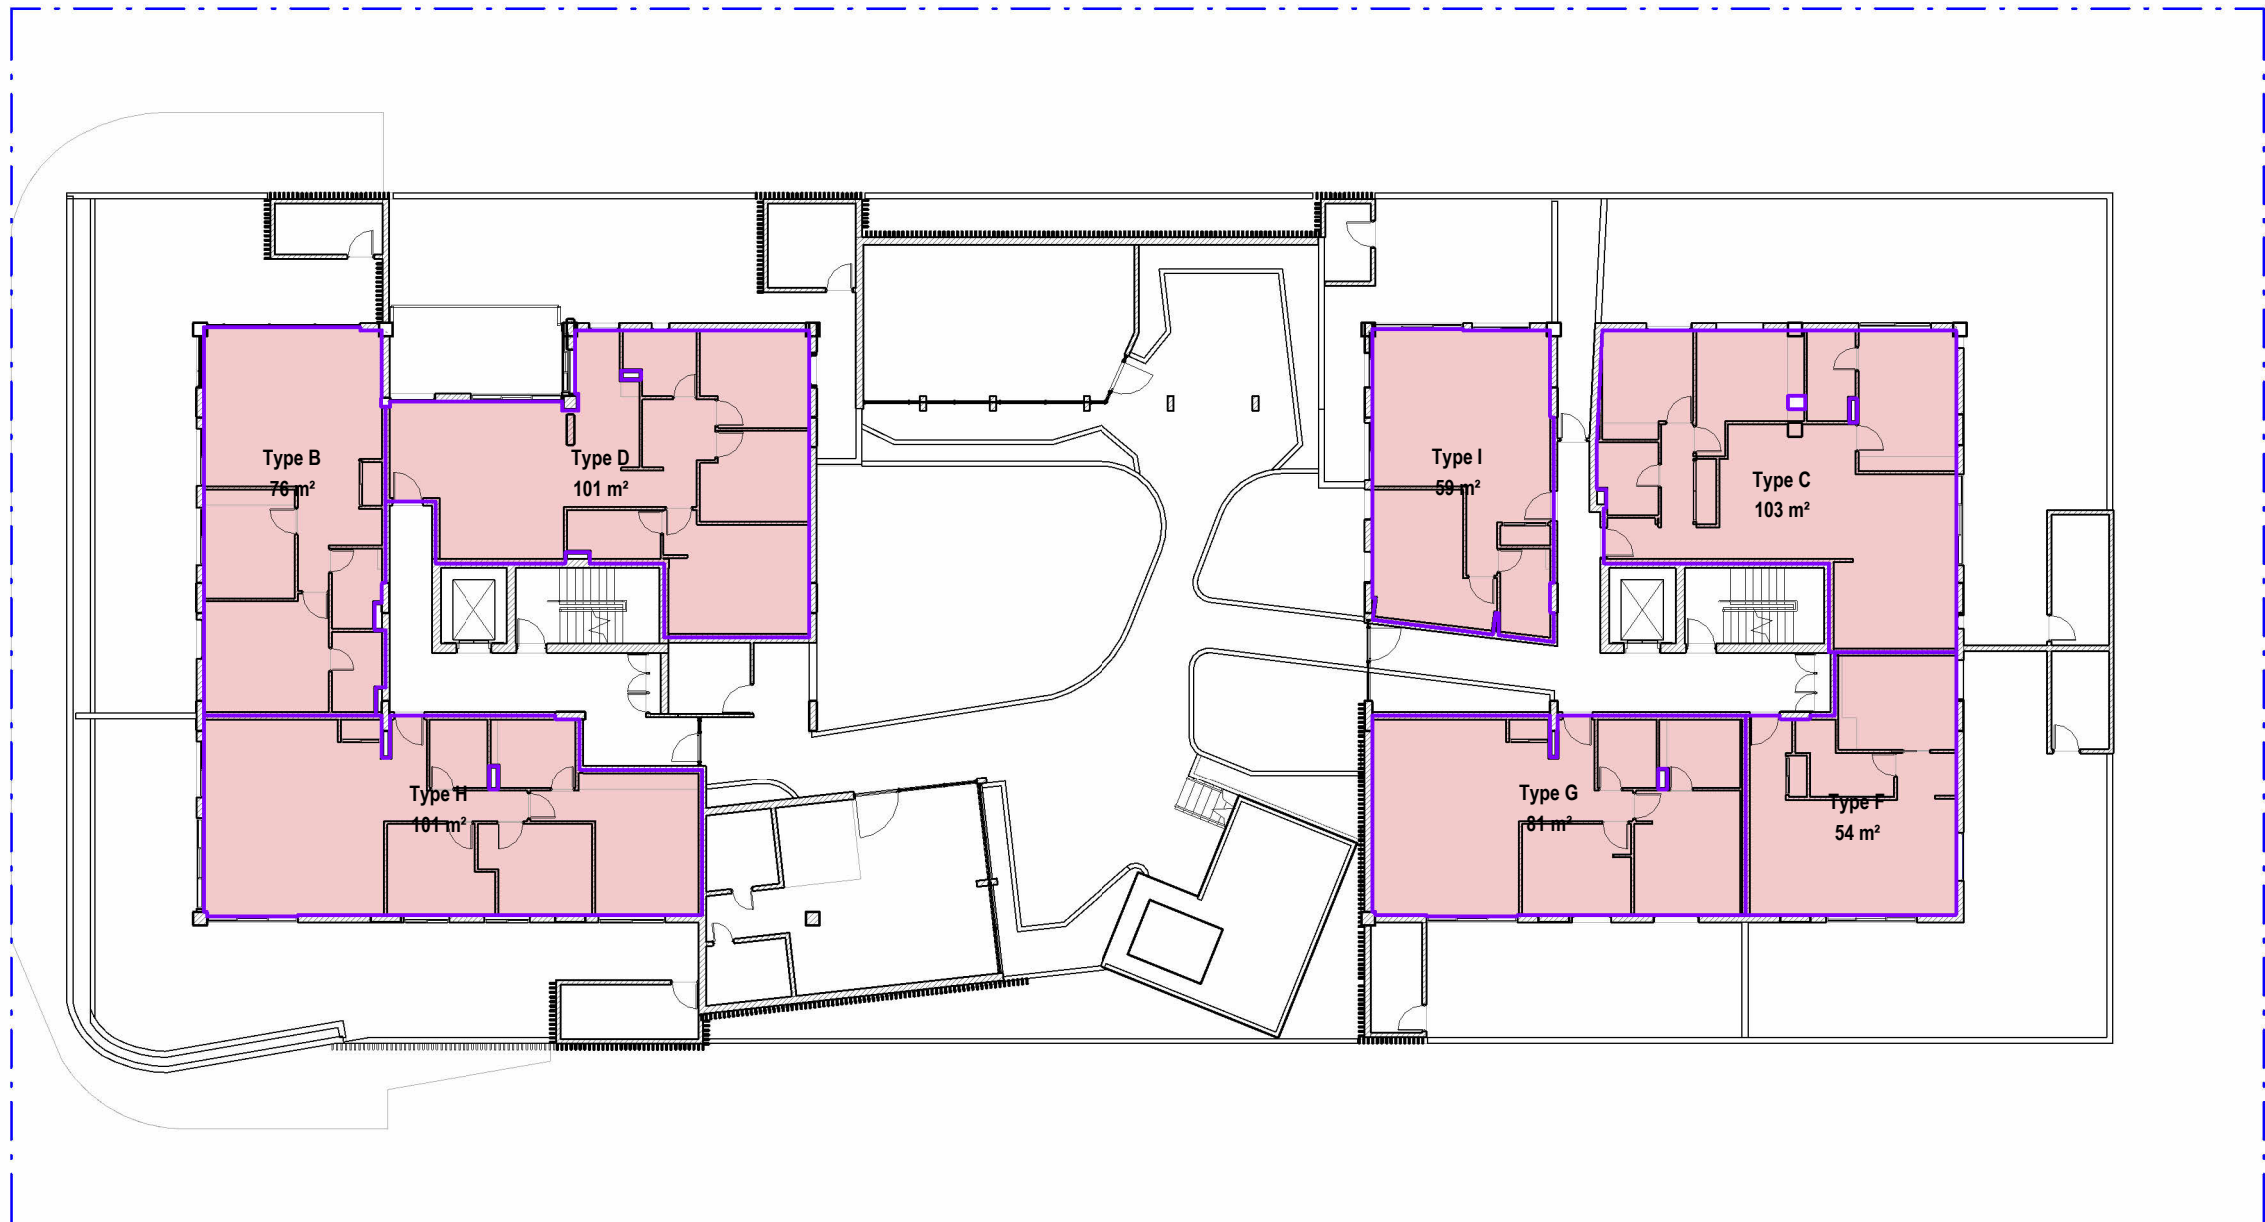 Type B
76 m²
Type D
101 m²
Type I
59 m²
Type C
103 m²
Type H
101 m²
Type G
81 m²
Type F
54 m²